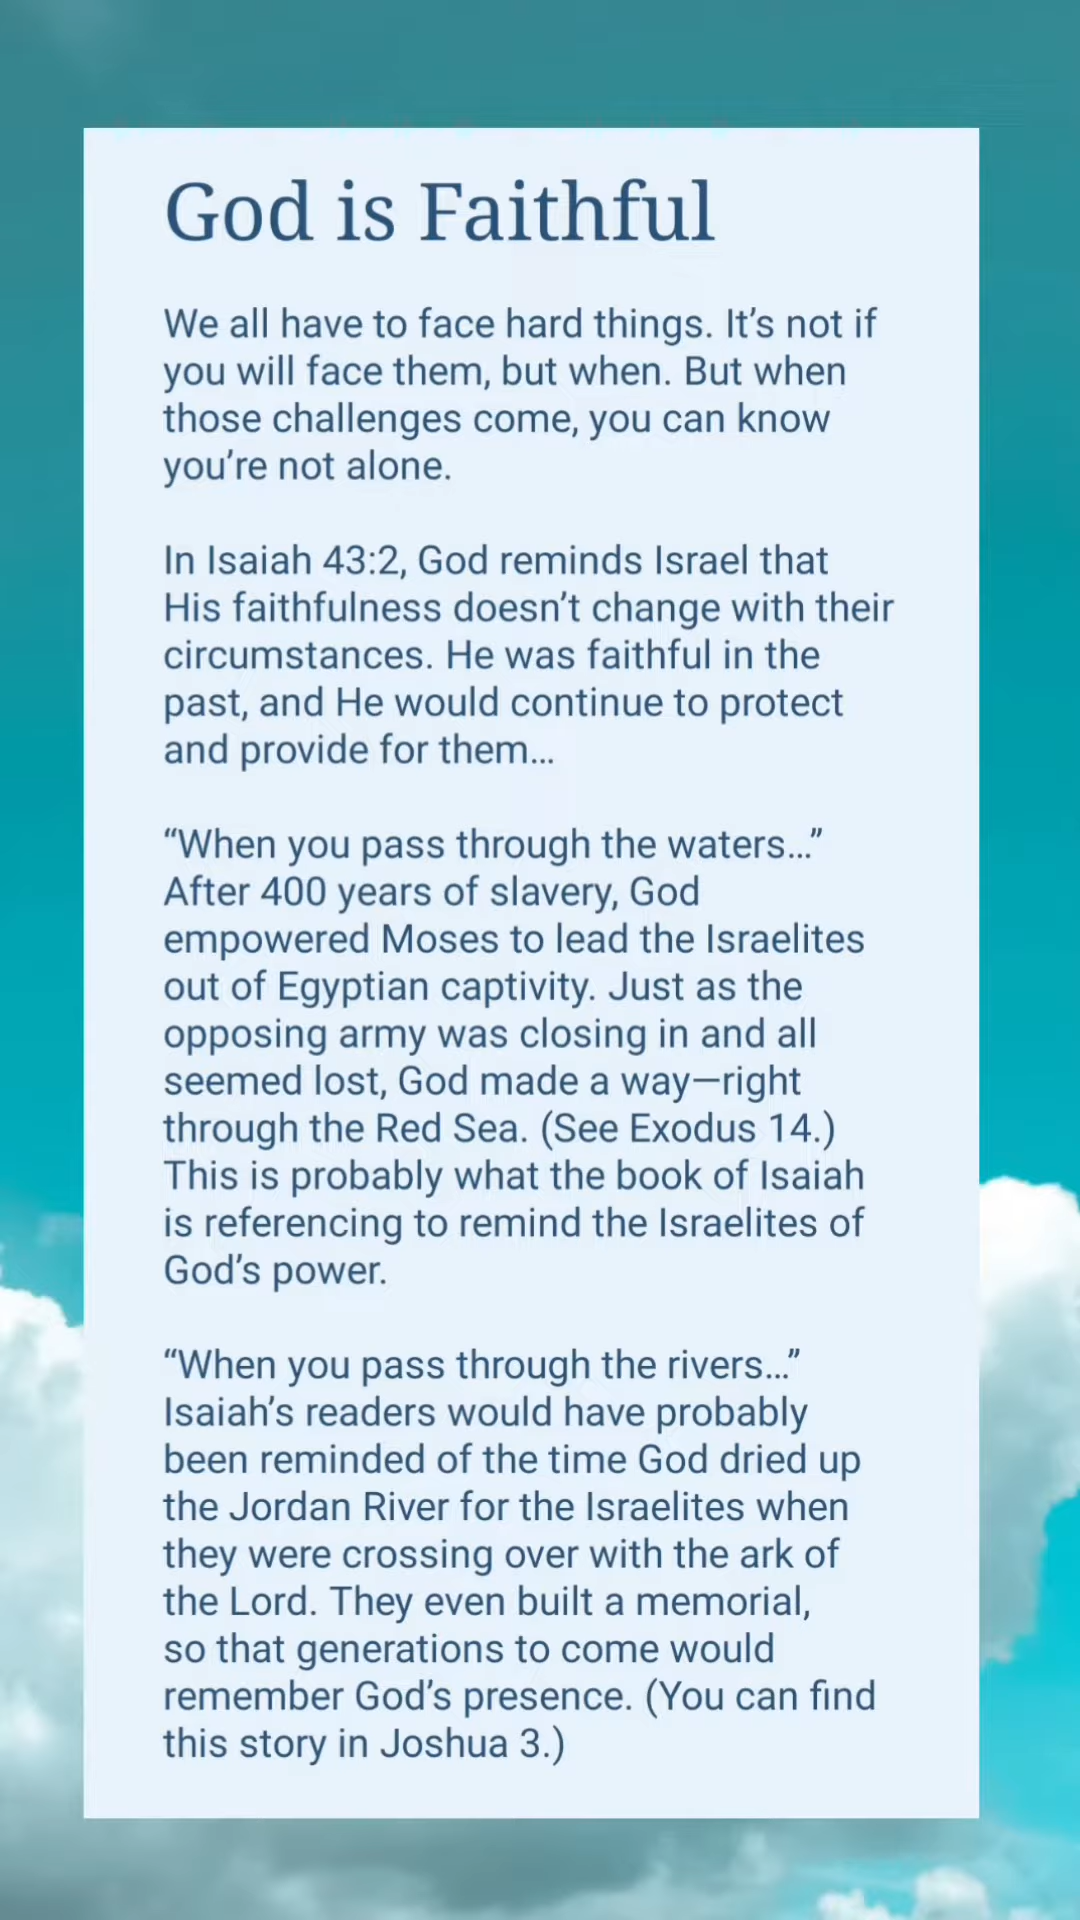 God is Faithful
We all have to face hard things. It’s not if
you will face them, but when. But when
those challenges come, you can know
you’re not alone.
In Isaiah 43:2, God reminds Israel that
His faithfulness doesn’t change with their
circumstances. He was faithful in the
past, and He would continue to protect
and provide for them…
“When you pass through the waters…”
After 400 years of slavery, God
empowered Moses to lead the Israelites
out of Egyptian captivity. Just as the
opposing army was closing in and all
seemed lost, God made a way—right
through the Red Sea. (See Exodus 14.)
This is probably what the book of Isaiah
is referencing to remind the Israelites of
God’s power.
“When you pass through the rivers…”
Isaiah’s readers would have probably
been reminded of the time God dried up
the Jordan River for the Israelites when
they were crossing over with the ark of
the Lord. They even built a memorial,
so that generations to come would
remember God’s presence. (You can find
this story in Joshua 3.)